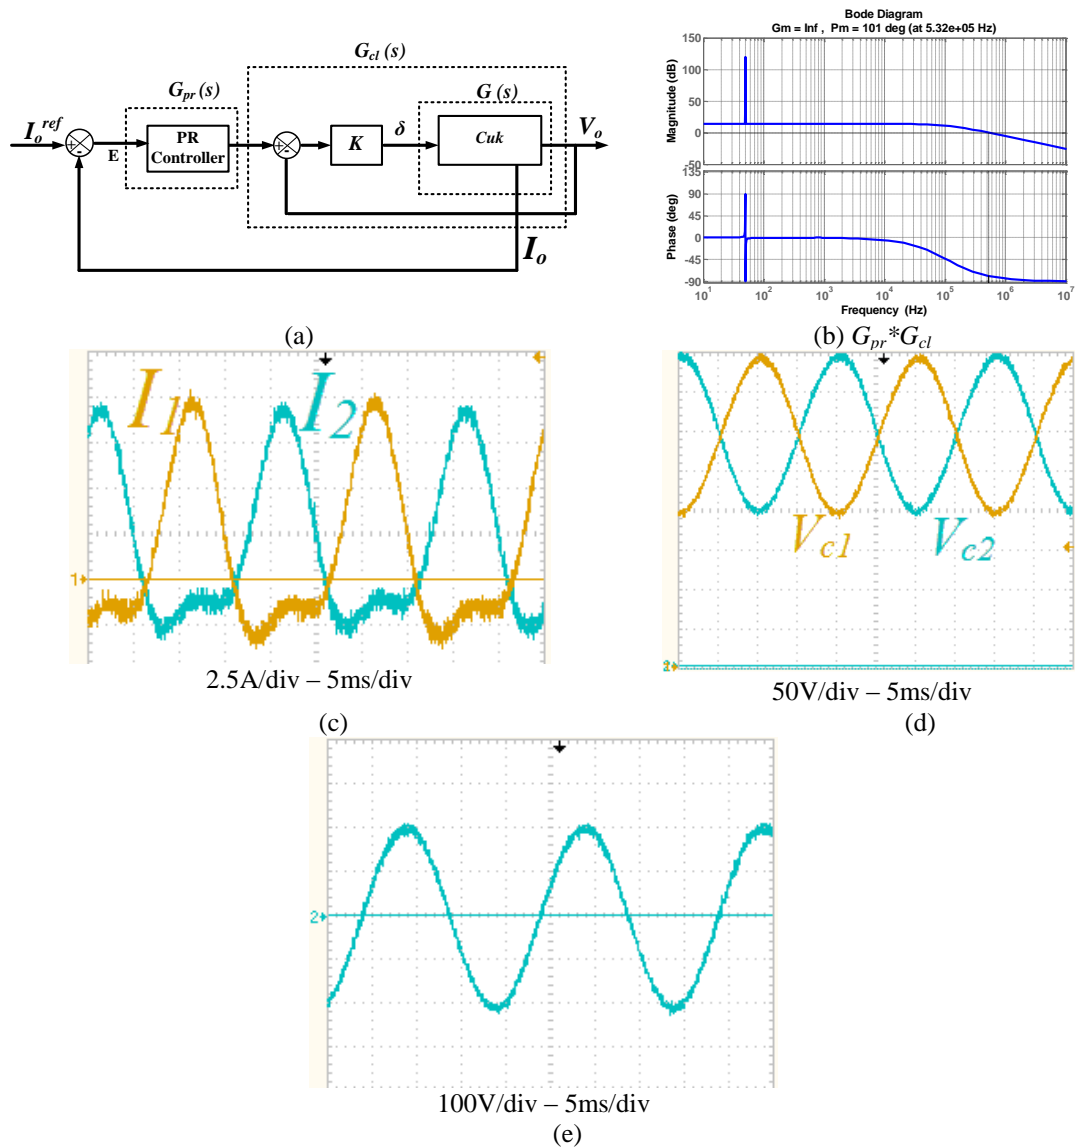 G_cl (s)
G_pr (s)
G (s)
I_o^ref
E
PR
Controller
K
δ
Cuk
V_o
I_o
(a)
Bode Diagram
Gm = Inf , Pm = 101 deg (at 5.32e+05 Hz)
Magnitude (dB)
150
100
50
0
-50
Phase (deg)
135
90
45
0
-45
-90
10^1 10^2 10^3 10^4 10^5 10^6 10^7
Frequency (Hz)
(b) G_pr*G_cl
I_1 I_2
1
2.5A/div – 5ms/div
(c)
V_c1 V_c2
50V/div – 5ms/div
(d)
2
100V/div – 5ms/div
(e)